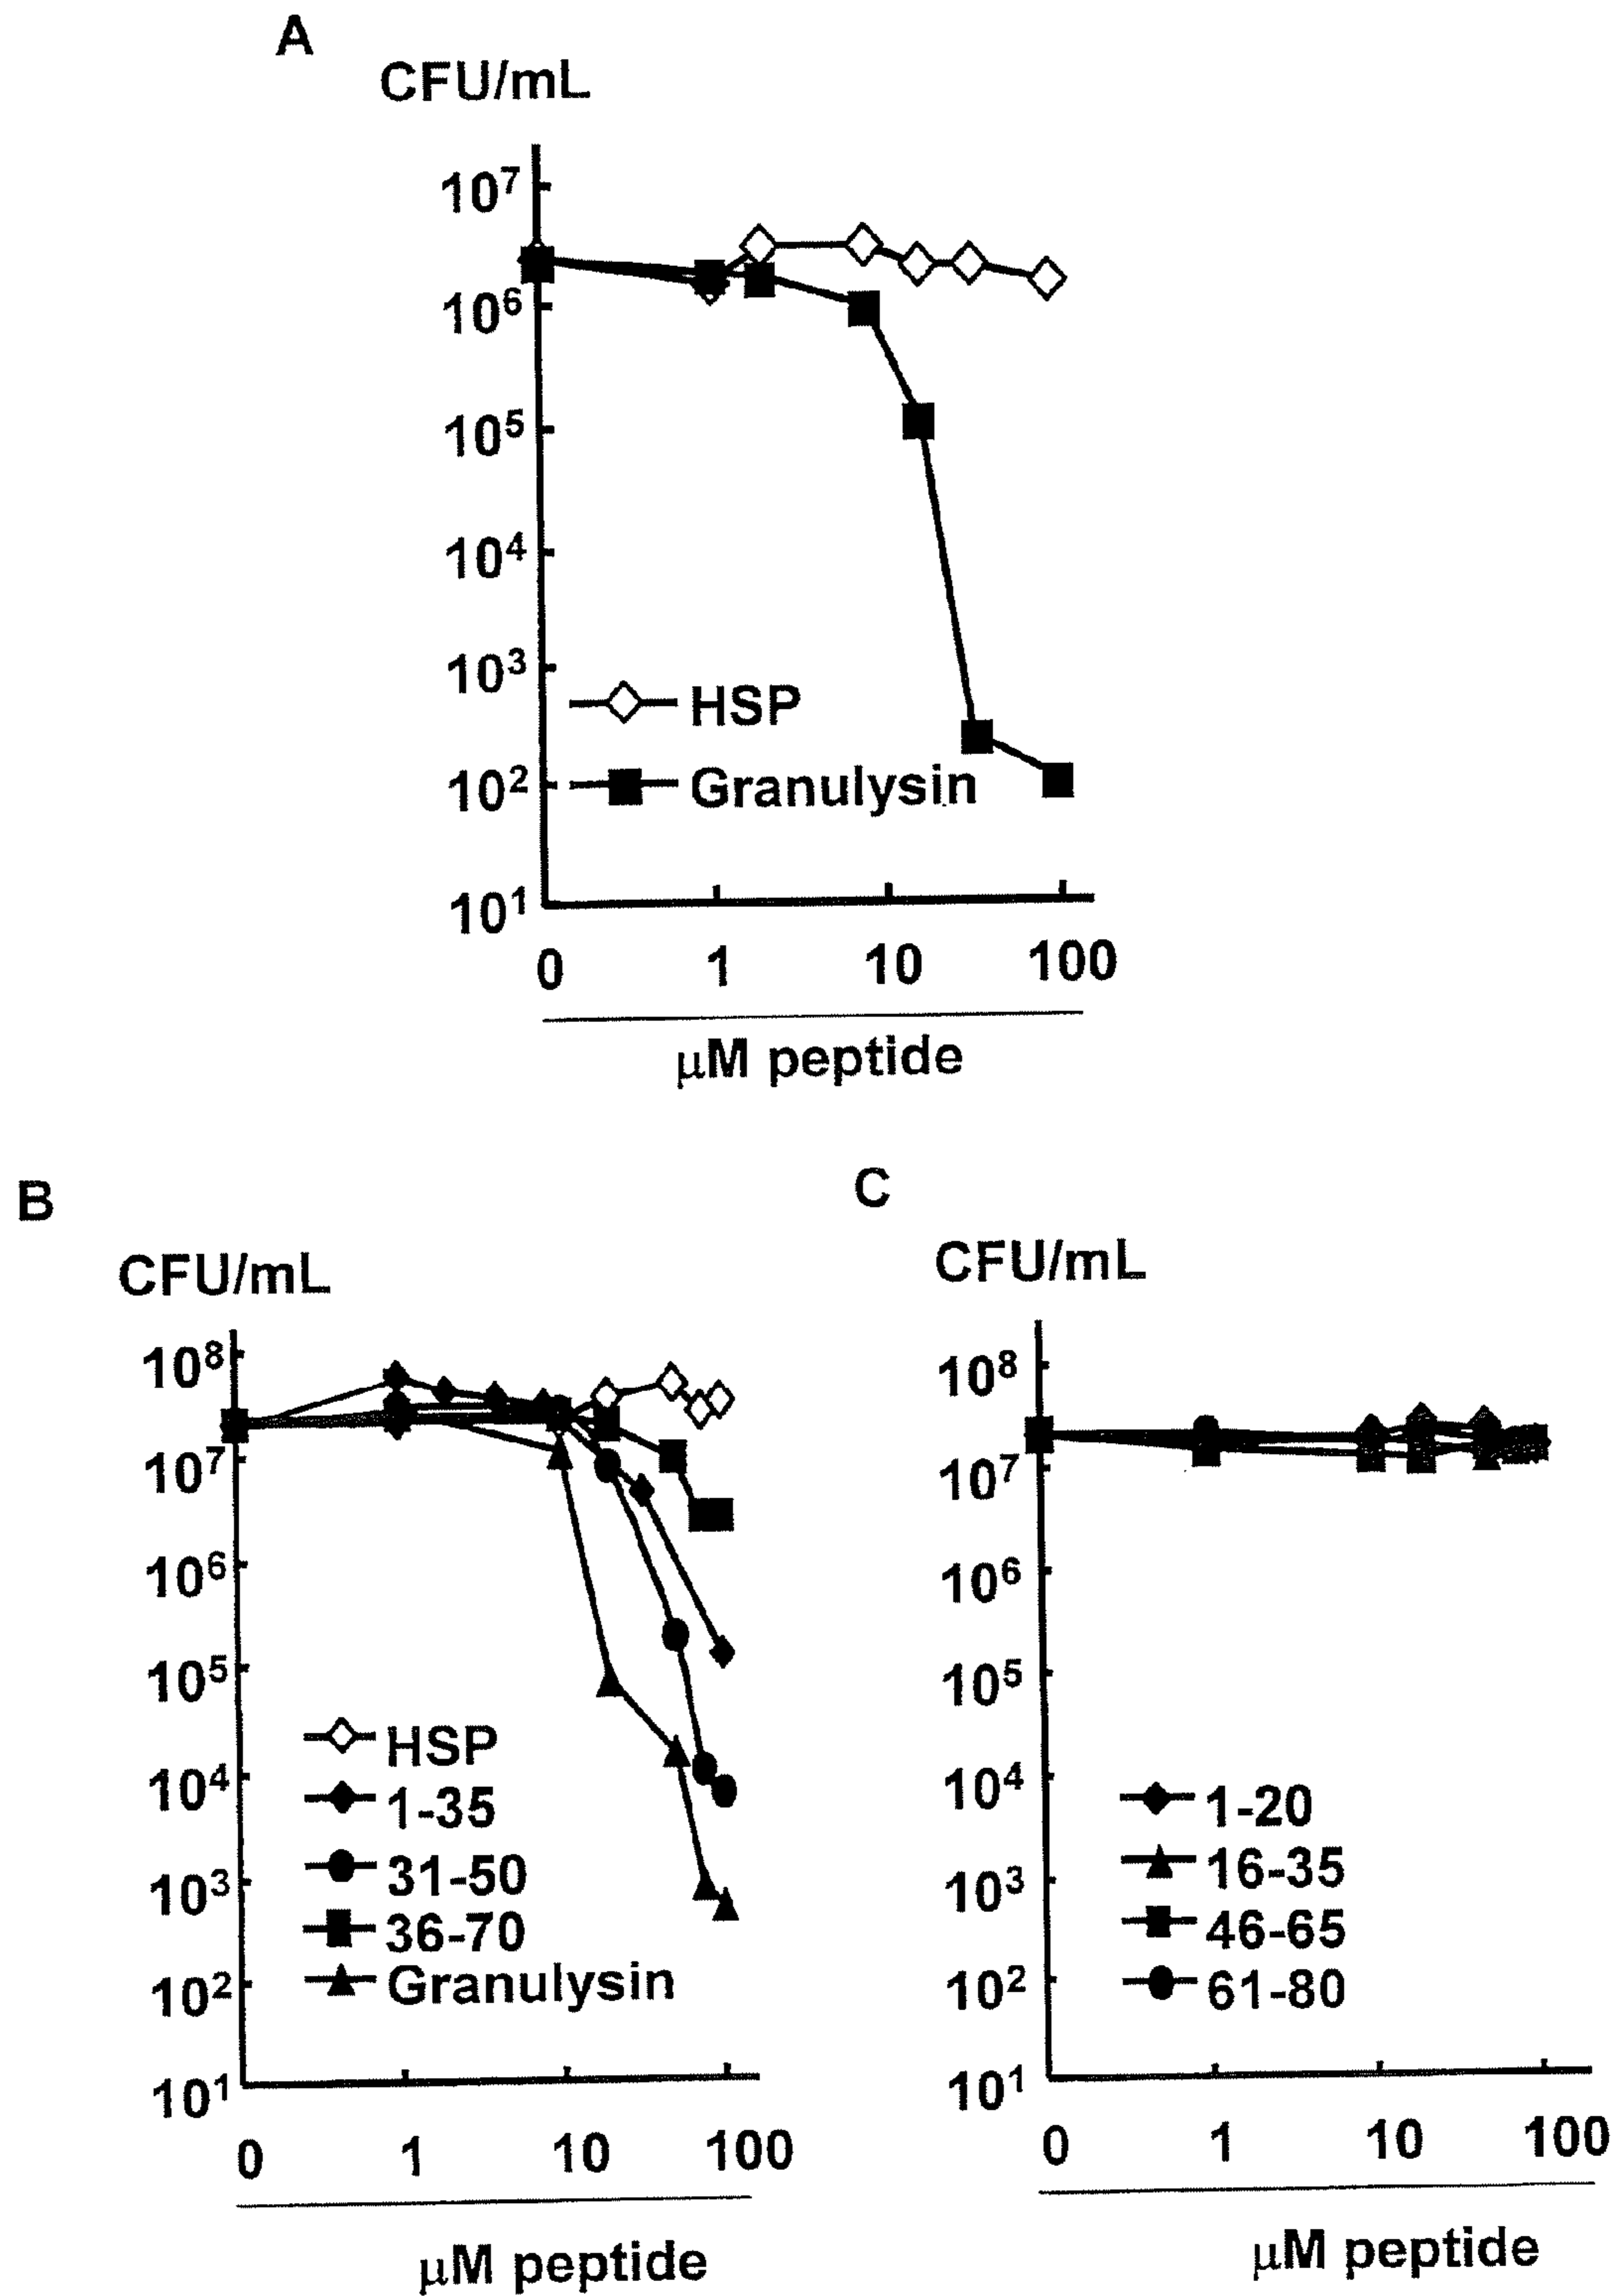 A
CFU/mL
10⁷
10⁶
10⁵
10⁴
10³
10²
10¹
HSP
Granulysin
0 1 10 100
μM peptide
B
CFU/mL
10⁸
10⁷
10⁶
10⁵
10⁴
10³
10²
10¹
HSP
1-35
31-50
36-70
Granulysin
0 1 10 100
μM peptide
C
CFU/mL
10⁸
10⁷
10⁶
10⁵
10⁴
10³
10²
10¹
1-20
16-35
46-65
61-80
0 1 10 100
μM peptide